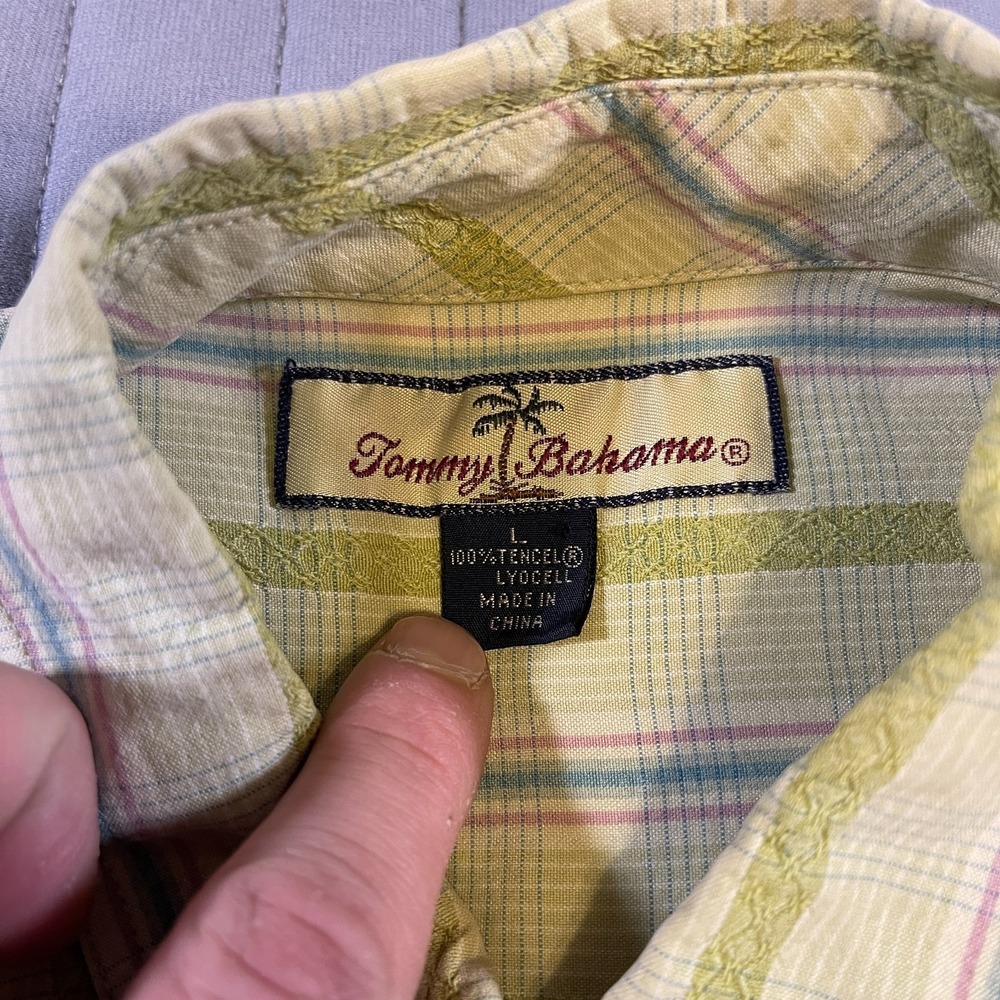 Tommy Bahama®
L
100%TENCEL®
LYOCELL
MADE IN
CHINA